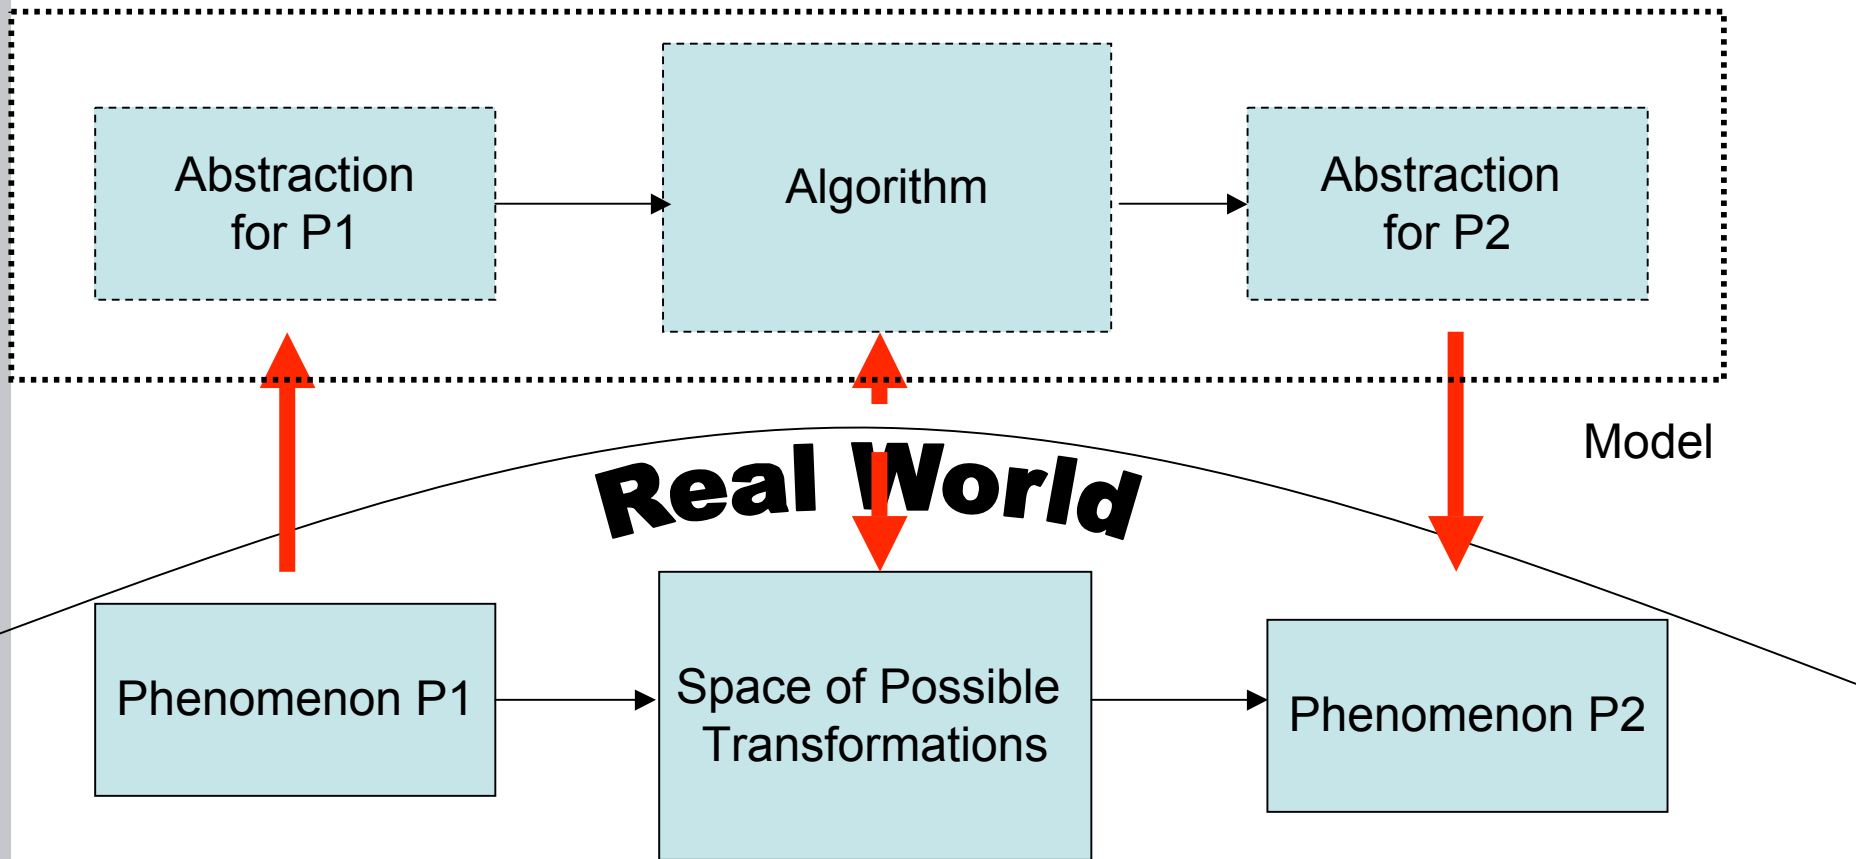 Abstraction
for P1
Algorithm
Abstraction
for P2
Model
Real World
Phenomenon P1
Space of Possible
Transformations
Phenomenon P2